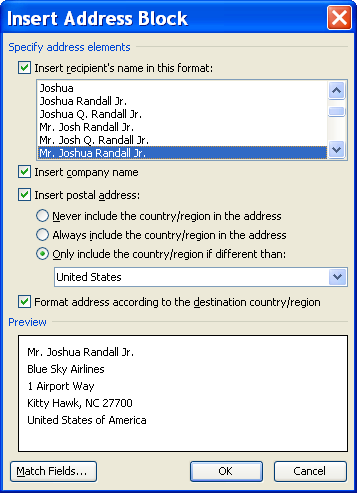 Insert Address Block
Specify address elements
Insert recipient's name in this format:
Joshua
Joshua Randall Jr.
Joshua Q. Randall Jr.
Mr. Josh Randall Jr.
Mr. Josh Q. Randall Jr.
Mr. Joshua Randall Jr.
Insert company name
Insert postal address:
Never include the country/region in the address
Always include the country/region in the address
Only include the country/region if different than:
United States
Format address according to the destination country/region
Preview
Mr. Joshua Randall Jr.
Blue Sky Airlines
1 Airport Way
Kitty Hawk, NC 27700
United States of America
Match Fields... OK Cancel